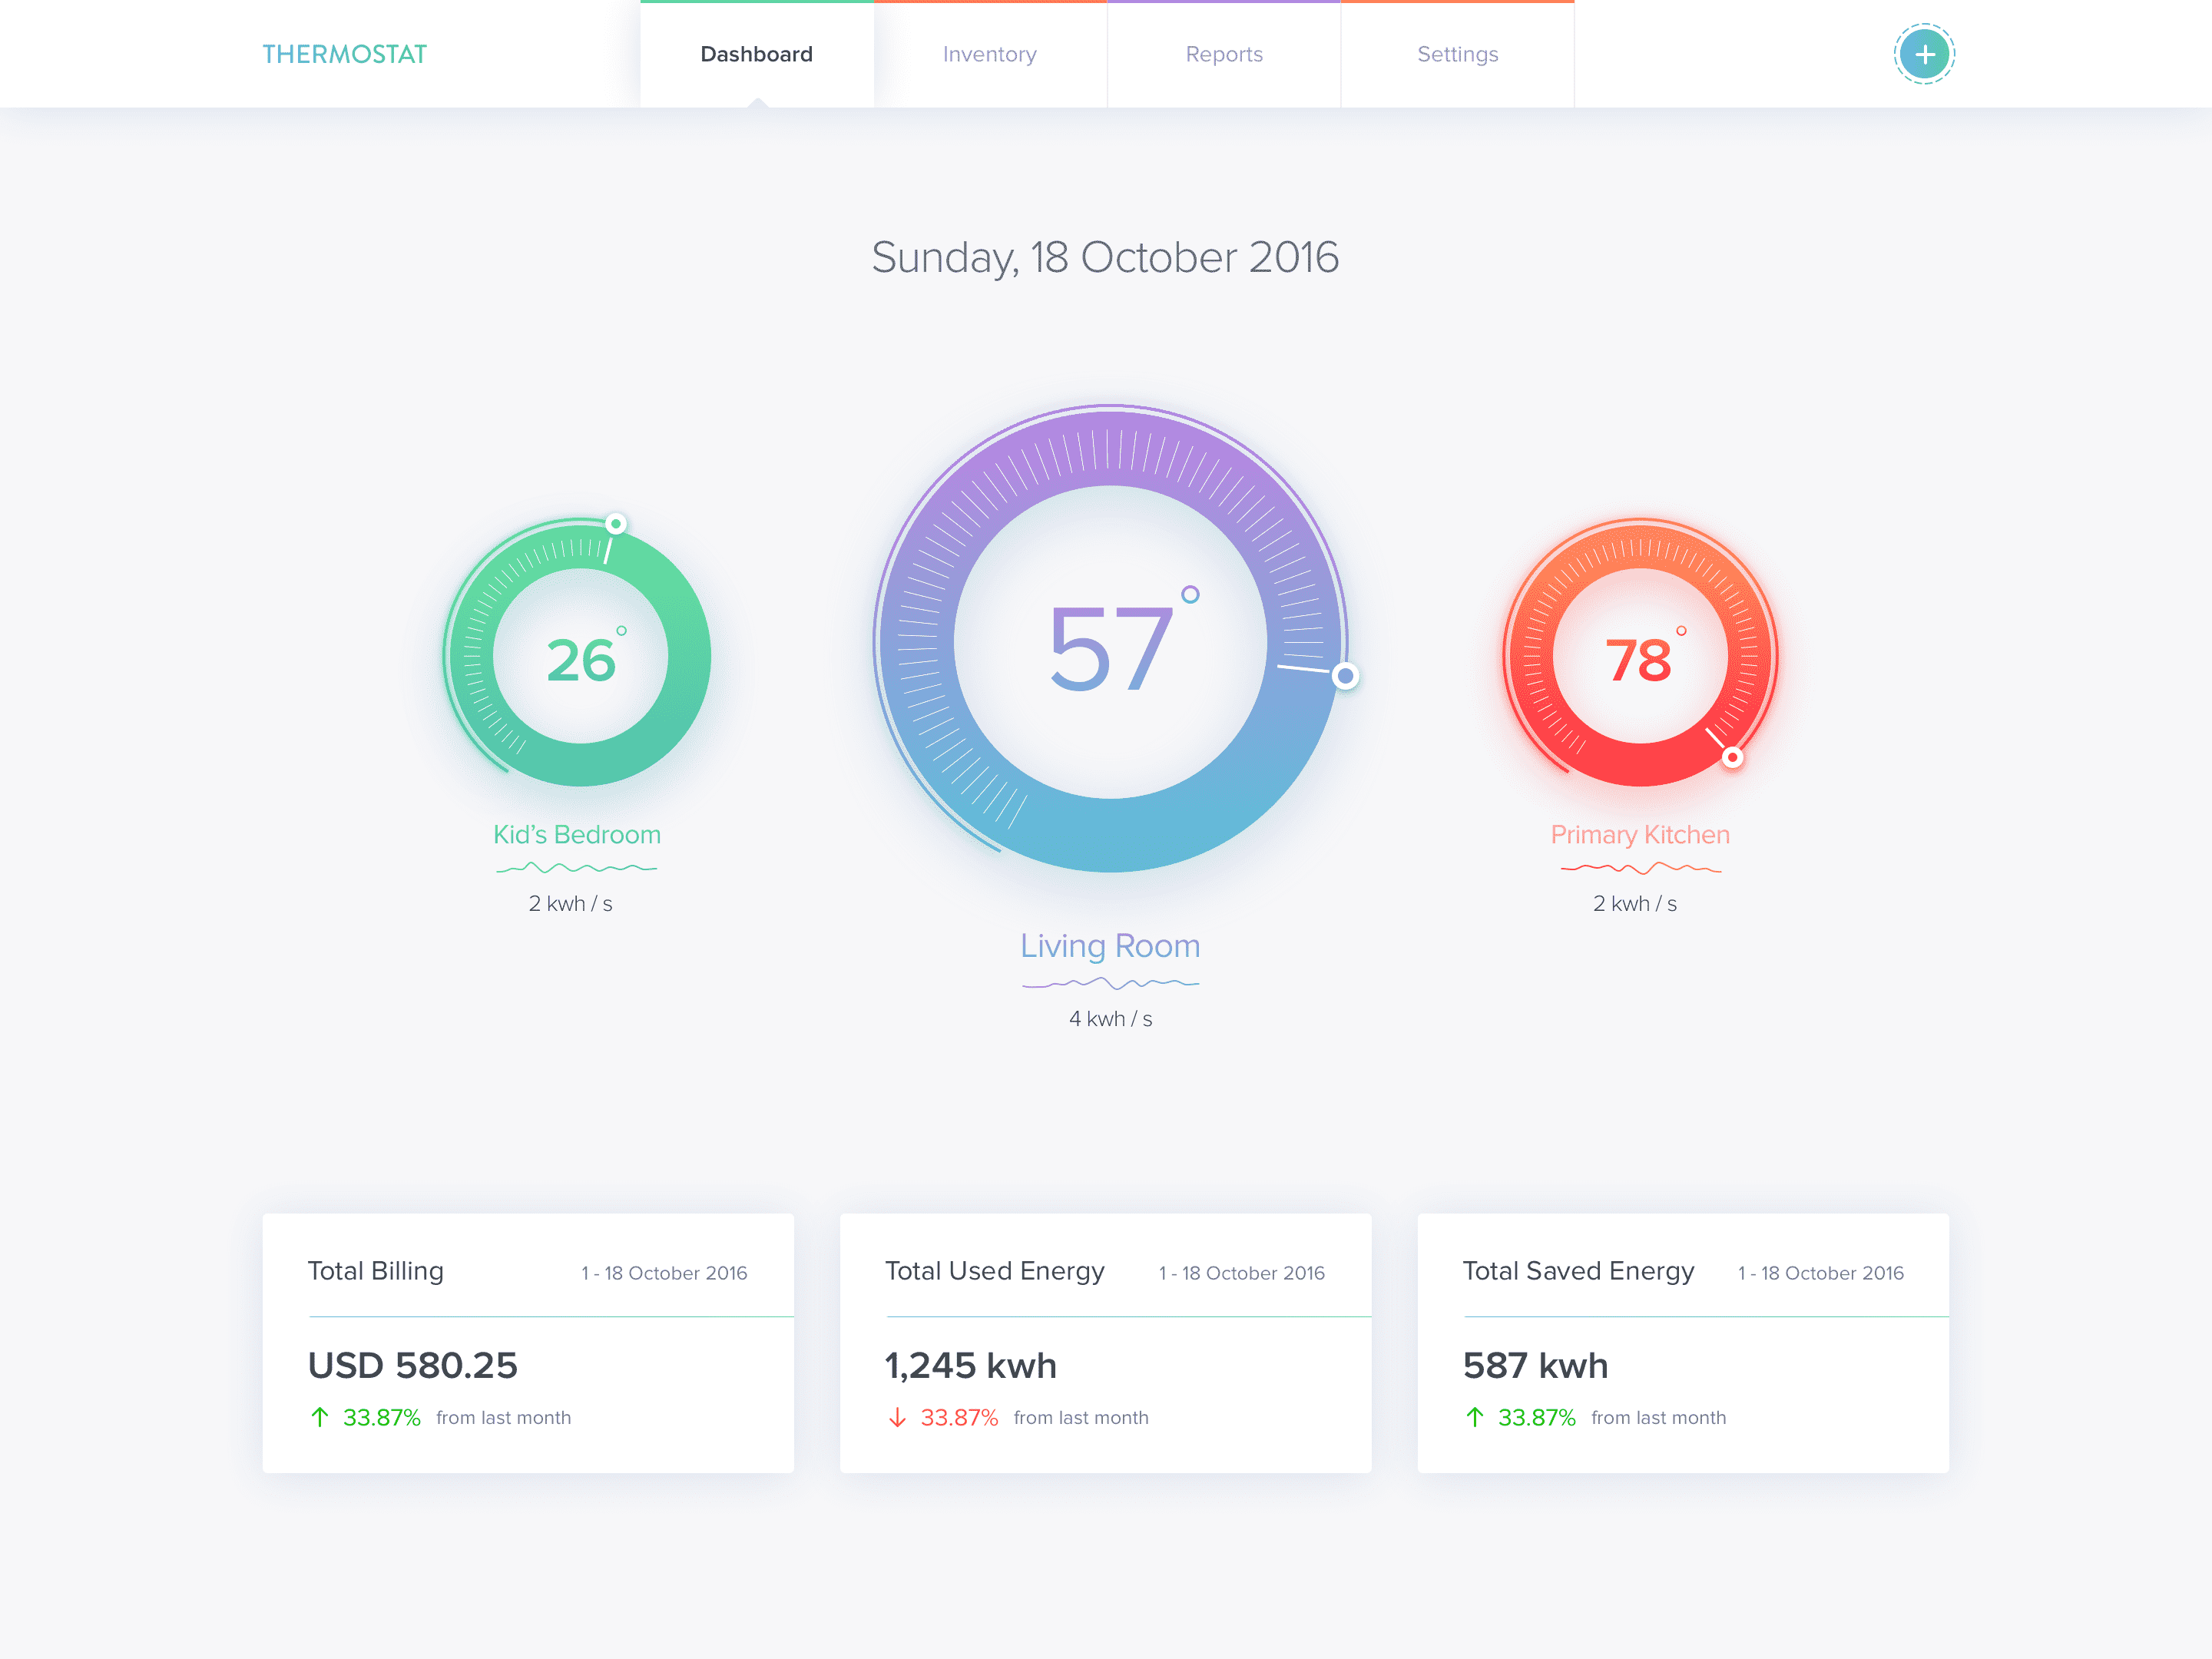 THERMOSTAT
Dashboard
Inventory
Reports
Settings
Sunday, 18 October 2016
26°
57°
78°
Kid’s Bedroom
2 kwh / s
Living Room
4 kwh / s
Primary Kitchen
2 kwh / s
Total Billing
1 - 18 October 2016
USD 580.25
↑ 33.87% from last month
Total Used Energy
1 - 18 October 2016
1,245 kwh
↓ 33.87% from last month
Total Saved Energy
1 - 18 October 2016
587 kwh
↑ 33.87% from last month